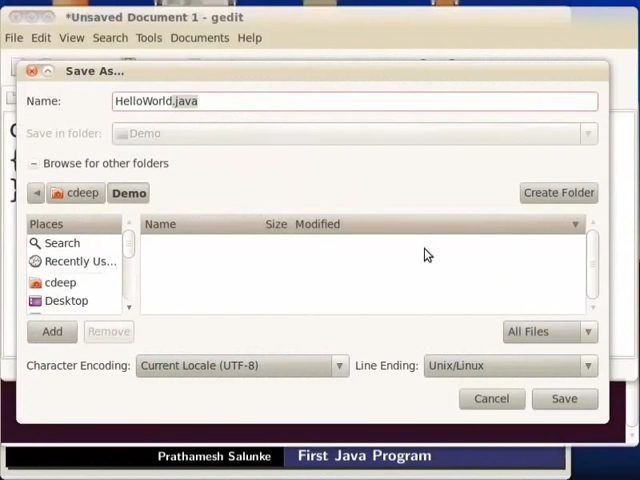 *Unsaved Document 1 - gedit
File Edit View Search Tools Documents Help
Save As...
Name: HelloWorld.java
Save in folder: Demo
Browse for other folders
cdeep Demo Create Folder
Places Name Size Modified
Search
Recently Us...
cdeep
Desktop
Add Remove All Files
Character Encoding: Current Locale (UTF-8) Line Ending: Unix/Linux
Cancel Save
{
}
Prathamesh Salunke First Java Program